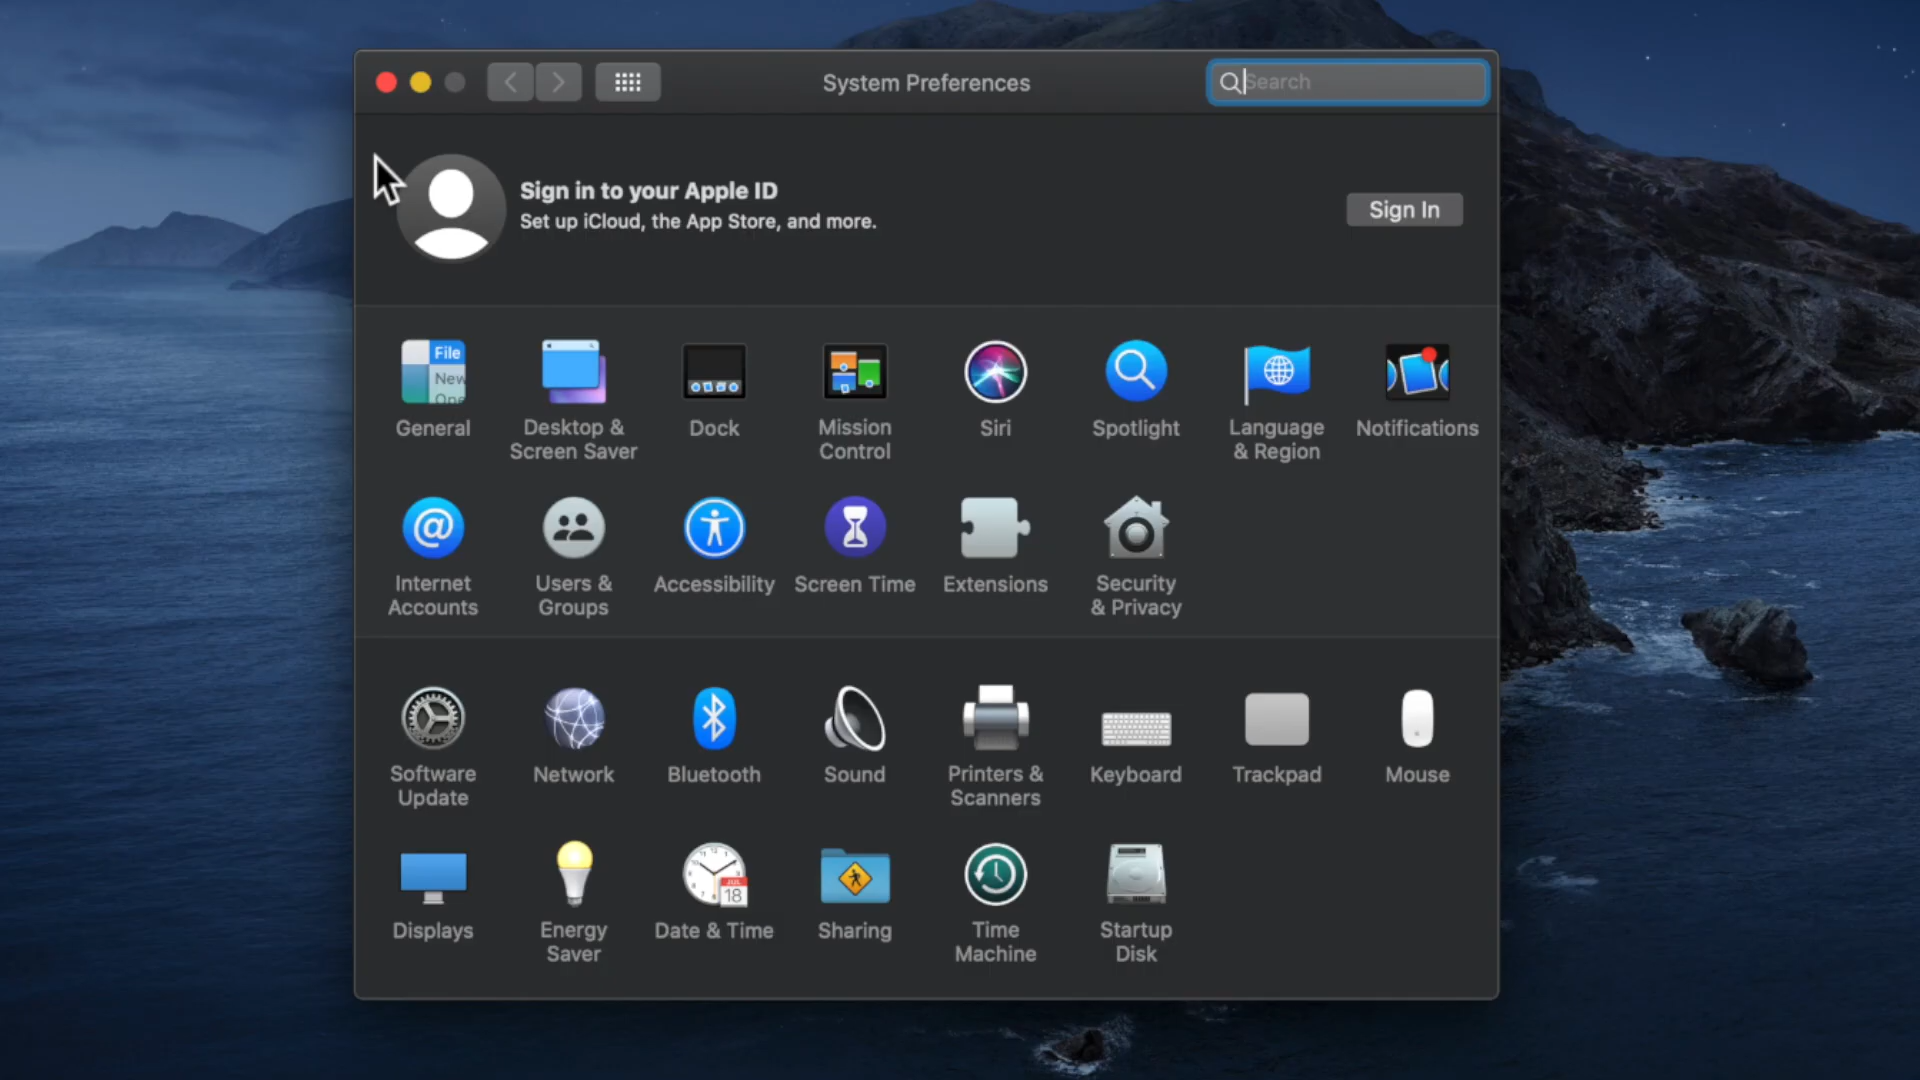 System Preferences
Search
Sign in to your Apple ID
Set up iCloud, the App Store, and more.
Sign In
File
New
Ope
General
Desktop &
Screen Saver
Dock
Mission
Control
Siri
Spotlight
Language
& Region
Notifications
Internet
Accounts
Users &
Groups
Accessibility
Screen Time
Extensions
Security
& Privacy
Software
Update
Network
Bluetooth
Sound
Printers &
Scanners
Keyboard
Trackpad
Mouse
JUL
18
Displays
Energy
Saver
Date & Time
Sharing
Time
Machine
Startup
Disk